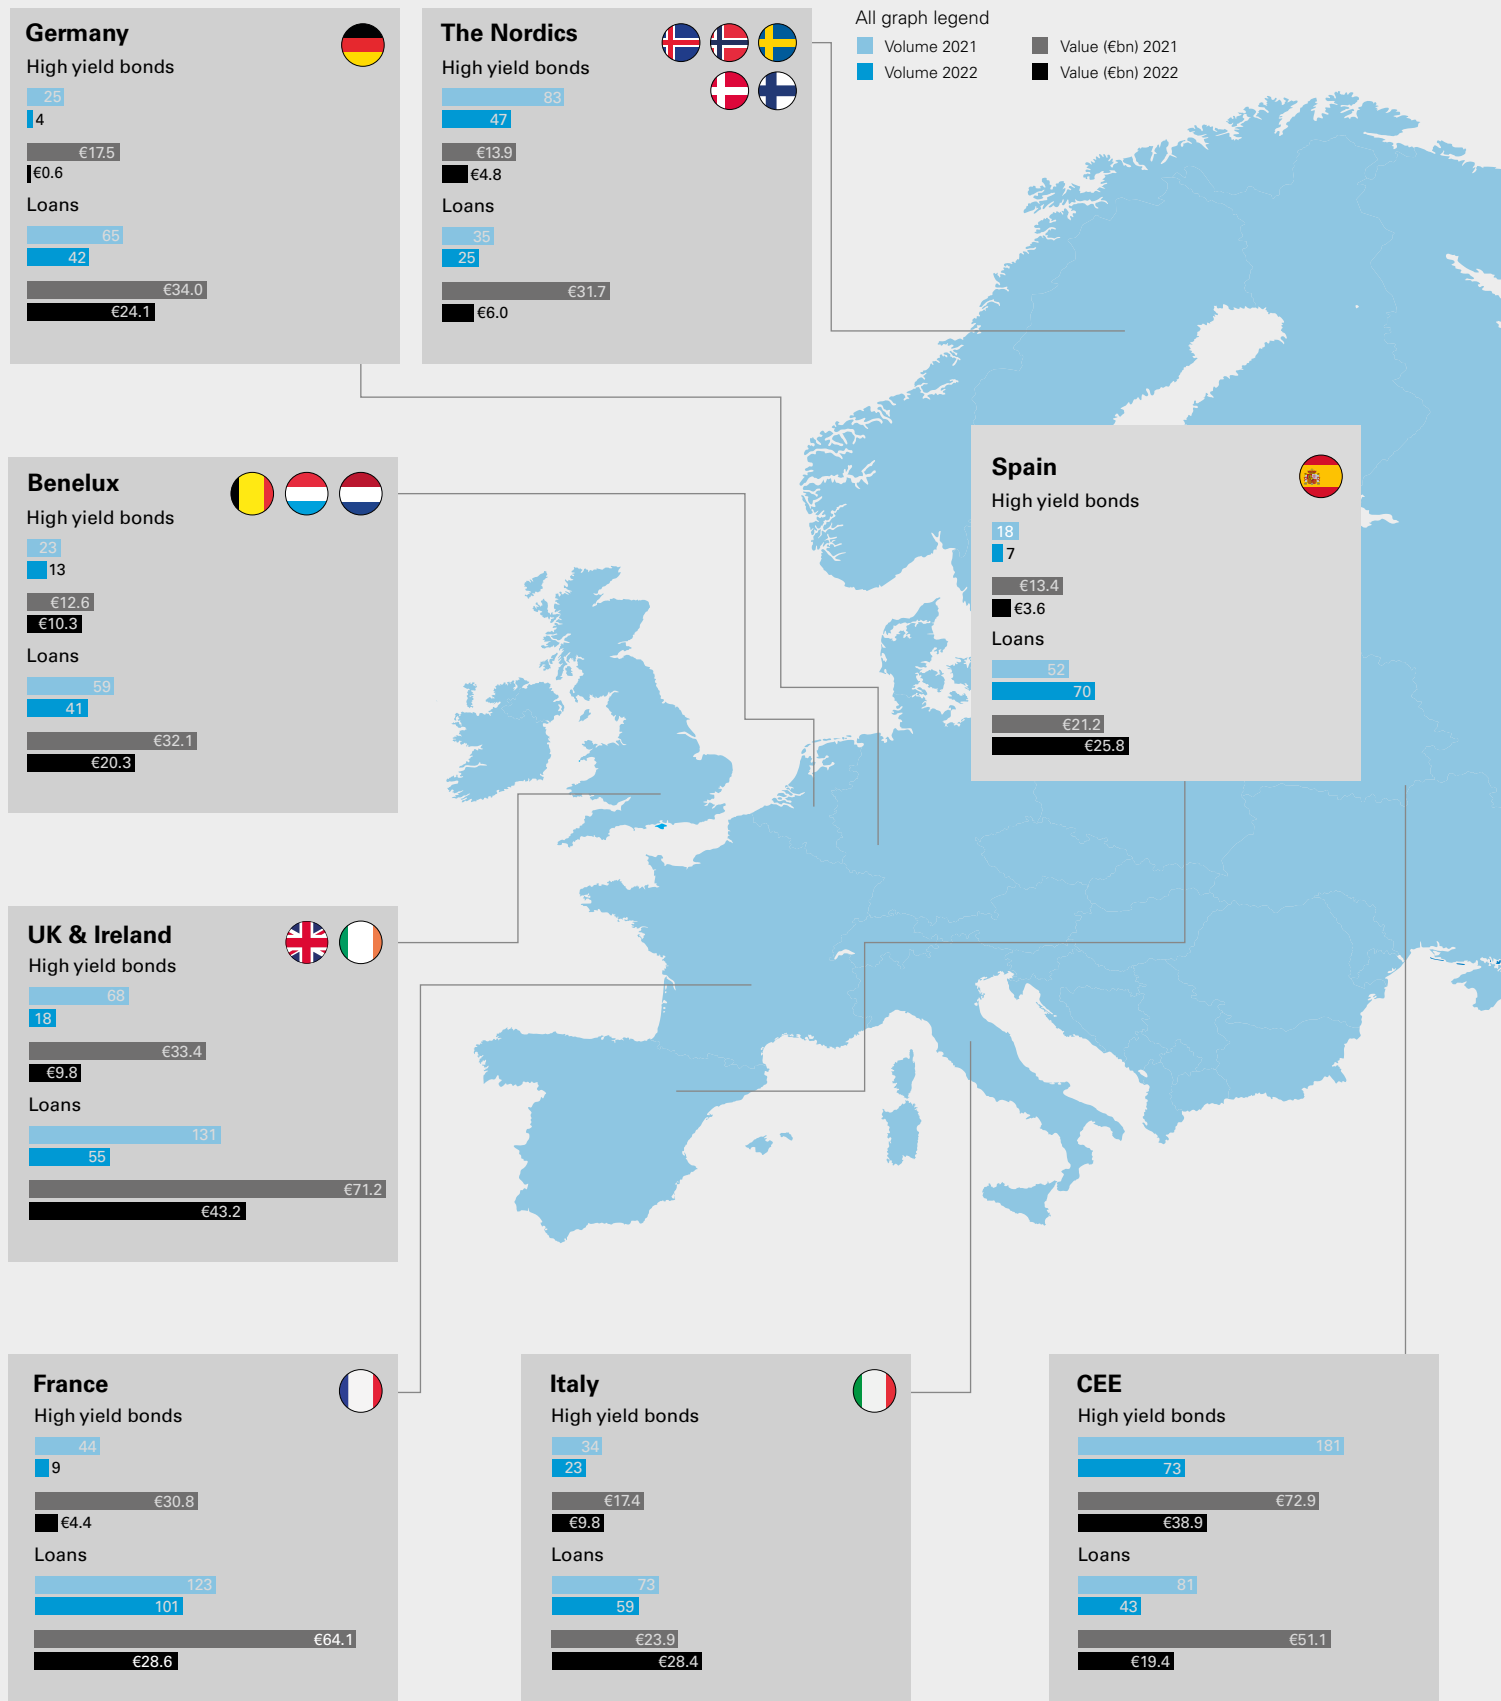 Germany
High yield bonds
25
4
€17.5
€0.6
Loans
65
42
€34.0
€24.1
The Nordics
High yield bonds
83
47
€13.9
€4.8
Loans
35
25
€31.7
€6.0
All graph legend
Volume 2021
Volume 2022
Value (€bn) 2021
Value (€bn) 2022
Benelux
High yield bonds
23
13
€12.6
€10.3
Loans
59
41
€32.1
€20.3
Spain
High yield bonds
18
7
€13.4
€3.6
Loans
52
70
€21.2
€25.8
UK & Ireland
High yield bonds
68
18
€33.4
€9.8
Loans
131
55
€71.2
€43.2
France
High yield bonds
44
9
€30.8
€4.4
Loans
123
101
€64.1
€28.6
Italy
High yield bonds
34
23
€17.4
€9.8
Loans
73
59
€23.9
€28.4
CEE
High yield bonds
181
73
€72.9
€38.9
Loans
81
43
€51.1
€19.4